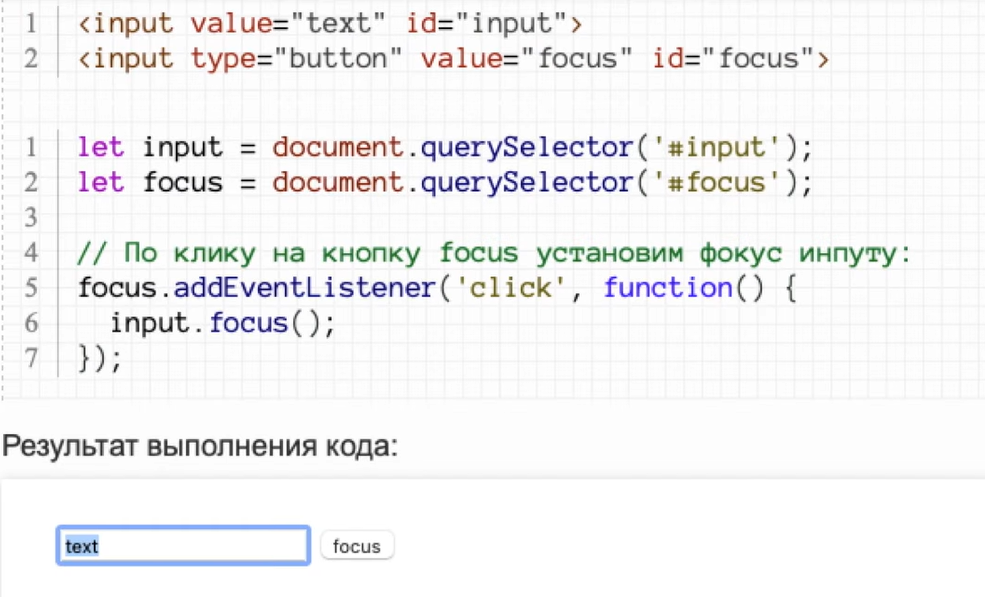 1 <input value="text" id="input">
2 <input type="button" value="focus" id="focus">
1 let input = document.querySelector('#input');
2 let focus = document.querySelector('#focus');
3
4 // По клику на кнопку focus установим фокус инпуту:
5 focus.addEventListener('click', function() {
6 input.focus();
7 });
Результат выполнения кода:
text focus